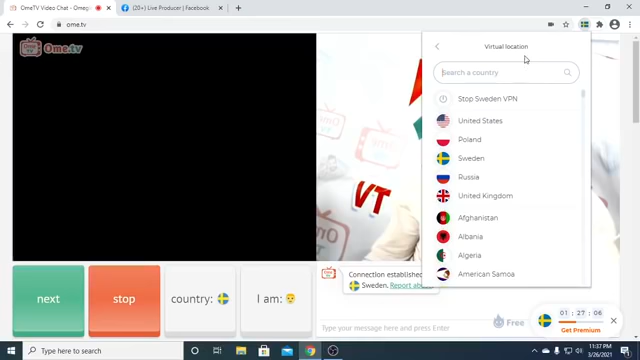 OmeTV Video Chat - Omegle
(20+) Live Producer | Facebook
ome.tv
Ome.tv
VT
Virtual location
Search a country
Stop Sweden VPN
United States
Poland
Sweden
Russia
United Kingdom
Afghanistan
Albania
Algeria
American Samoa
next
stop
country:
I am:
Connection established
Sweden. Report
Type your message here and press Enter
Free
01 : 27 : 06
Get Premium
Type here to search
11:37 PM
3/26/2021